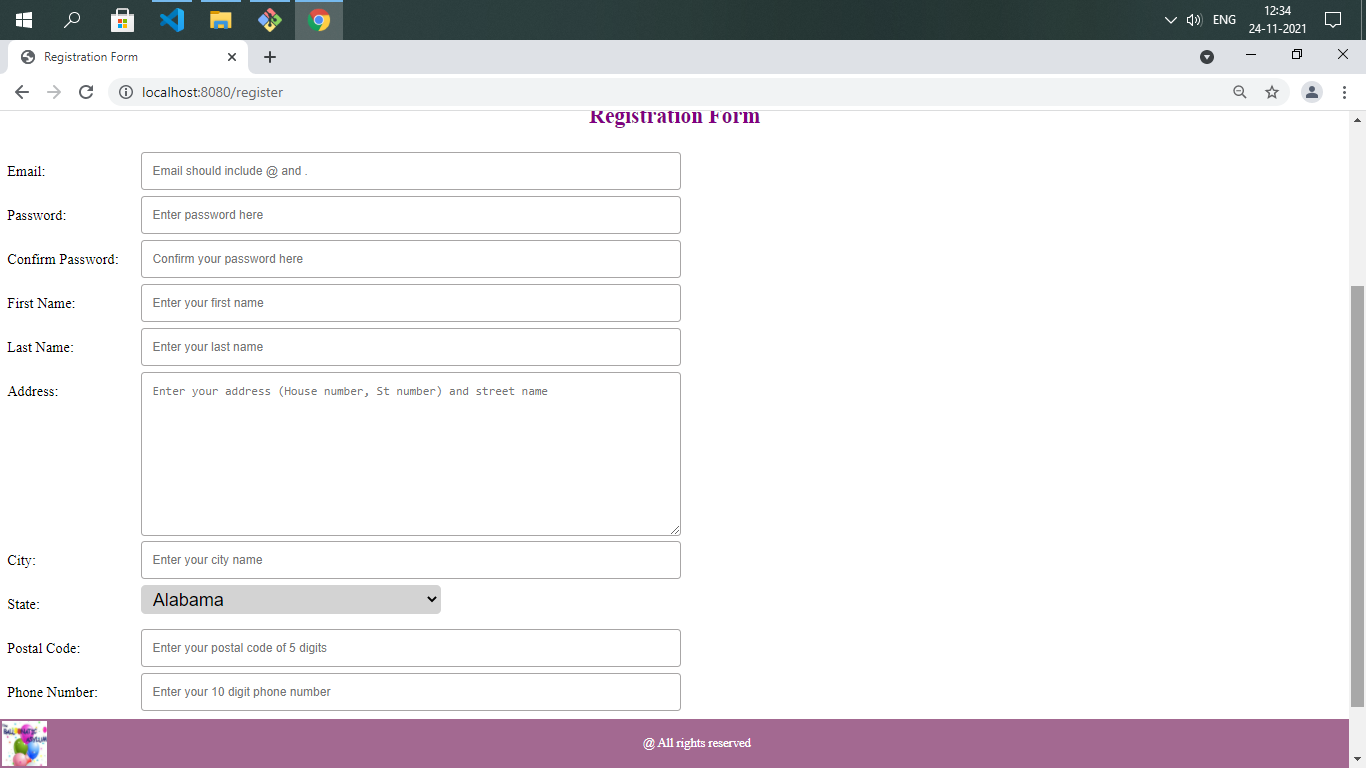 12:34
ENG
24-11-2021
Registration Form
localhost:8080/register
Registration Form
Email:
Email should include @ and .
Password:
Enter password here
Confirm Password:
Confirm your password here
First Name:
Enter your first name
Last Name:
Enter your last name
Address:
Enter your address (House number, St number) and street name
City:
Enter your city name
State:
Alabama
Postal Code:
Enter your postal code of 5 digits
Phone Number:
Enter your 10 digit phone number
@ All rights reserved